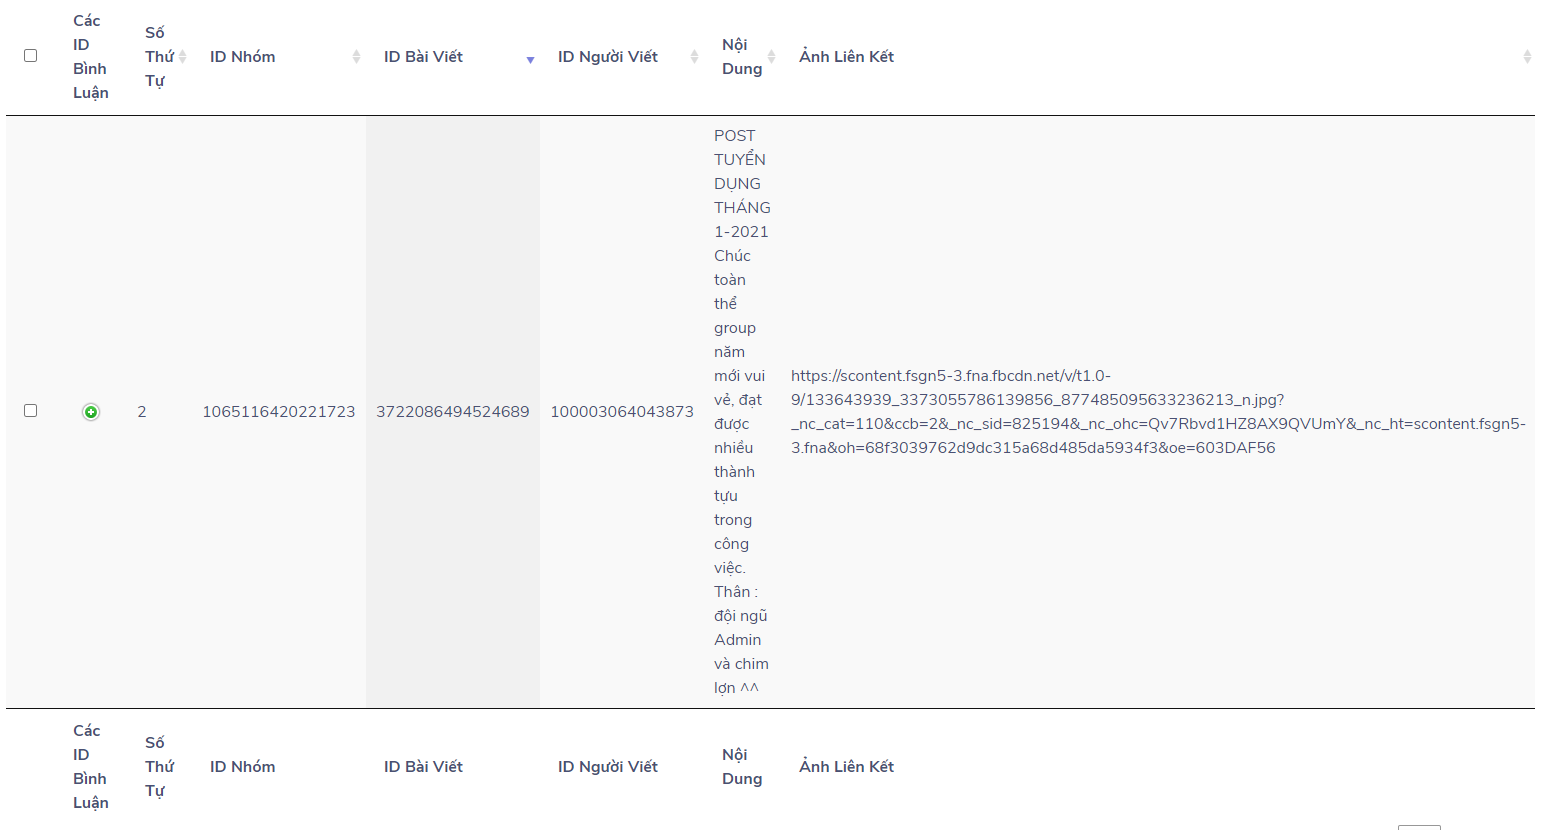 Các
ID
Bình
Luận
Số
Thứ
Tự
ID Nhóm
ID Bài Viết
ID Người Viết
Nội
Dung
Ảnh Liên Kết
2
1065116420221723
3722086494524689
100003064043873
POST
TUYỂN
DỤNG
THÁNG
1-2021
Chúc
toàn
thể
group
năm
mới vui
vẻ, đạt
được
nhiều
thành
tựu
trong
công
việc.
Thân :
đội ngũ
Admin
và chim
lợn ^^
https://scontent.fsgn5-3.fna.fbcdn.net/v/t1.0-
9/133643939_3373055786139856_877485095633236213_n.jpg?
_nc_cat=110&ccb=2&_nc_sid=825194&_nc_ohc=Qv7Rbvd1HZ8AX9QVUmY&_nc_ht=scontent.fsgn5-
3.fna&oh=68f3039762d9dc315a68d485da5934f3&oe=603DAF56
Các
ID
Bình
Luận
Số
Thứ
Tự
ID Nhóm
ID Bài Viết
ID Người Viết
Nội
Dung
Ảnh Liên Kết